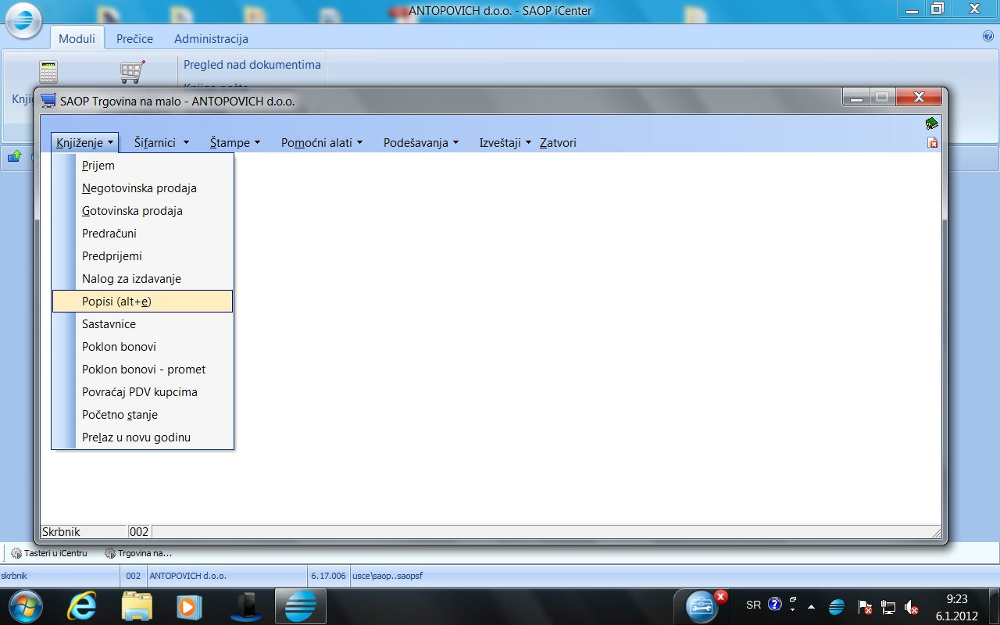 ANTOPOVICH d.o.o. - SAOP iCenter
Moduli
Prečice
Administracija
Pregled nad dokumentima
SAOP Trgovina na malo - ANTOPOVICH d.o.o.
Knjiženje
Šifarnici
Štampe
Pomoćni alati
Podešavanja
Izveštaji
Zatvori
Prijem
Negotovinska prodaja
Gotovinska prodaja
Predračuni
Predprijemi
Nalog za izdavanje
Popisi (alt+e)
Sastavnice
Poklon bonovi
Poklon bonovi - promet
Povraćaj PDV kupcima
Početno stanje
Prelaz u novu godinu
Skrbnik
002
Tasteri u iCentru
Trgovina na...
skrbnik
002
ANTOPOVICH d.o.o.
6.17.006
usce\saop..saopsf
SR
9:23
6.1.2012